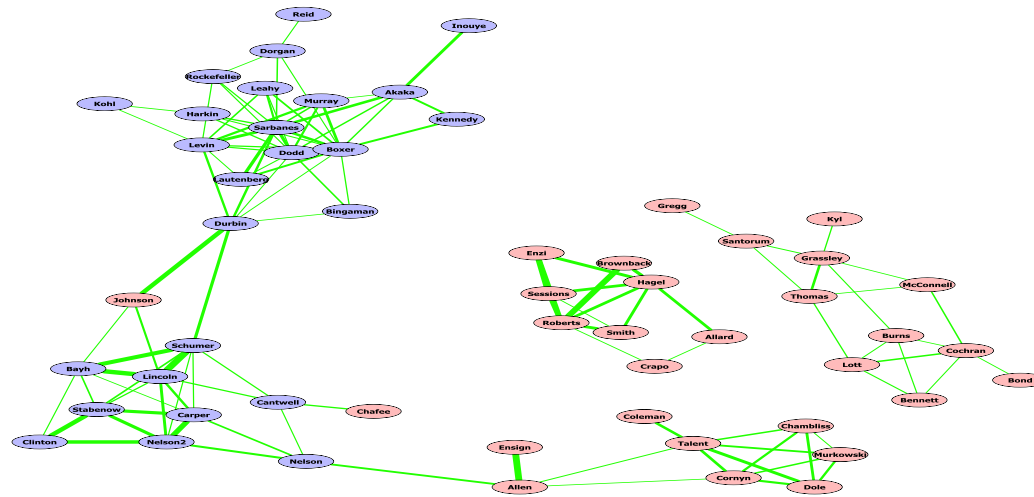 Reid
Inouye
Dorgan
Rockefeller
Leahy
Murray
Akaka
Kohl
Harkin
Kennedy
Sarbanes
Levin
Dodd
Boxer
Lautenberg
Bingaman
Durbin
Gregg
Kyl
Santorum
Grassley
Enzi
Brownback
Hagel
McConnell
Sessions
Thomas
Johnson
Roberts
Smith
Allard
Burns
Schumer
Cochran
Crapo
Lott
Bayh
Lincoln
Bond
Bennett
Cantwell
Stabenow
Carper
Chafee
Coleman
Chambliss
Clinton
Nelson2
Talent
Ensign
Murkowski
Nelson
Cornyn
Allen
Dole